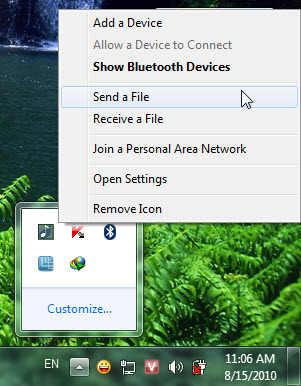 Add a Device
Allow a Device to Connect
Show Bluetooth Devices
Send a File
Receive a File
Join a Personal Area Network
Open Settings
Remove Icon
Customize...
EN
11:06 AM
8/15/2010